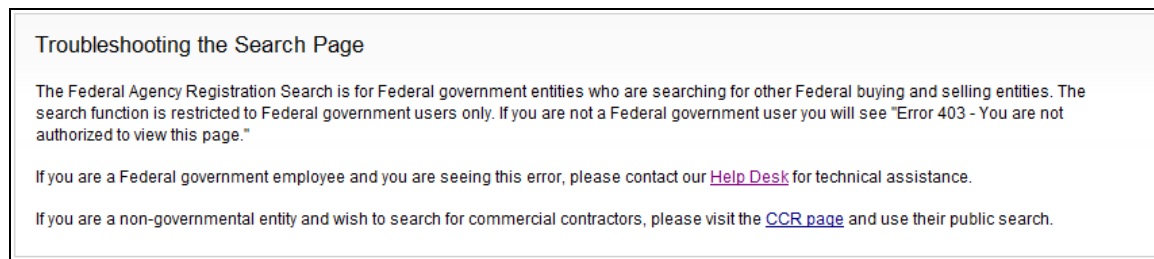 Troubleshooting the Search Page
The Federal Agency Registration Search is for Federal government entities who are searching for other Federal buying and selling entities. The
search function is restricted to Federal government users only. If you are not a Federal government user you will see "Error 403 - You are not
authorized to view this page."
If you are a Federal government employee and you are seeing this error, please contact our Help Desk for technical assistance.
If you are a non-governmental entity and wish to search for commercial contractors, please visit the CCR page and use their public search.